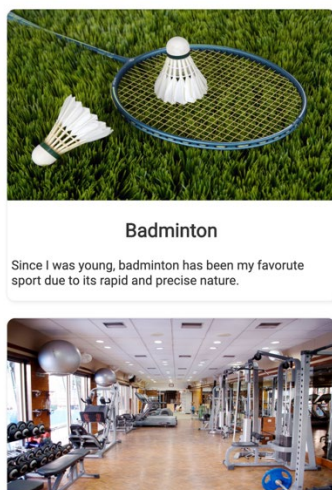 Badminton
Since I was young, badminton has been my favorute
sport due to its rapid and precise nature.